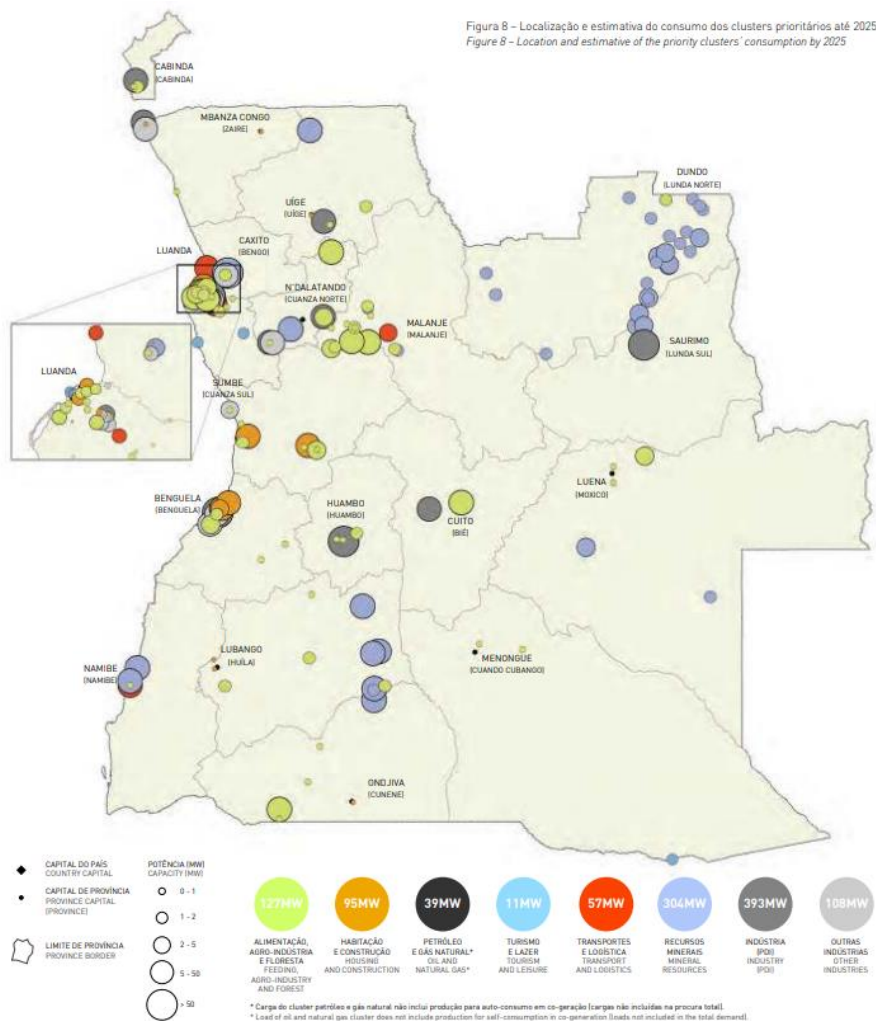 Figura 8 – Localização e estimativa do consumo dos clusters prioritários até 2025
Figure 8 – Location and estimative of the priority clusters' consumption by 2025
CABINDA
(CABINDA)
MBANZA CONGO
(ZAIRE)
DUNDO
(LUNDA NORTE)
UÍGE
(UÍGE)
LUANDA
CAXITO
(BENGO)
N'DALATANDO
(CUANZA NORTE)
MALANJE
(MALANJE)
SAURIMO
(LUNDA SUL)
LUANDA
SUMBE
(CUANZA SUL)
LUENA
(MOXICO)
BENGUELA
(BENGUELA)
HUAMBO
(HUAMBO)
CUITO
(BIÉ)
LUBANGO
(HUÍLA)
MENONGUE
(CUANDO CUBANGO)
NAMIBE
(NAMIBE)
ONDJIVA
(CUNENE)
CAPITAL DO PAÍS
COUNTRY CAPITAL
CAPITAL DE PROVÍNCIA
PROVINCE CAPITAL
(PROVINCE)
LIMITE DE PROVÍNCIA
PROVINCE BORDER
POTÊNCIA (MW)
CAPACITY (MW)
0 - 1
1 - 2
2 - 5
5 - 50
> 50
127MW
ALIMENTAÇÃO,
AGRO-INDÚSTRIA
E FLORESTA
FEEDING,
AGRO-INDUSTRY
AND FOREST
95MW
HABITAÇÃO
E CONSTRUÇÃO
HOUSING
AND CONSTRUCTION
39MW
PETRÓLEO
E GÁS NATURAL*
OIL AND
NATURAL GAS*
11MW
TURISMO
E LAZER
TOURISM
AND LEISURE
57MW
TRANSPORTES
E LOGÍSTICA
TRANSPORT
AND LOGISTICS
304MW
RECURSOS
MINERAIS
MINERAL
RESOURCES
393MW
INDÚSTRIA
(PDI)
INDUSTRY
(PDI)
108MW
OUTRAS
INDÚSTRIAS
OTHER
INDUSTRIES
* Carga do cluster petróleo e gás natural não inclui produção para auto-consumo em co-geração (cargas não incluídas na procura total).
* Load of oil and natural gas cluster does not include production for self-consumption in co-generation (loads not included in the total demand).